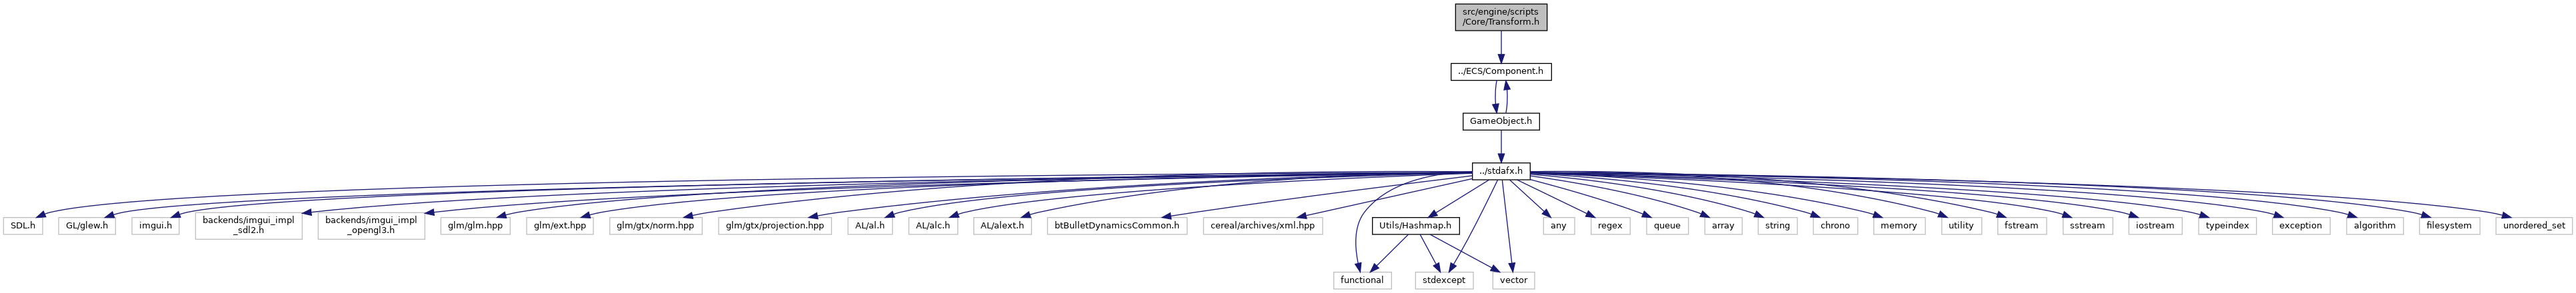 src/engine/scripts
/Core/Transform.h
../ECS/Component.h
GameObject.h
../stdafx.h
SDL.h
GL/glew.h
imgui.h
backends/imgui_impl
_sdl2.h
backends/imgui_impl
_opengl3.h
glm/glm.hpp
glm/ext.hpp
glm/gtx/norm.hpp
glm/gtx/projection.hpp
AL/al.h
AL/alc.h
AL/alext.h
btBulletDynamicsCommon.h
cereal/archives/xml.hpp
Utils/Hashmap.h
any
regex
queue
array
string
chrono
memory
utility
fstream
sstream
iostream
typeindex
exception
algorithm
filesystem
unordered_set
functional
stdexcept
vector